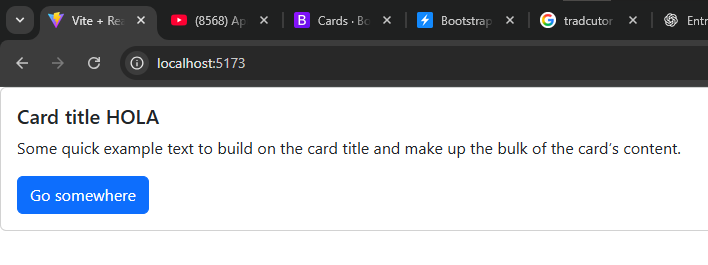 Vite + Rea
(8568) Ap
Cards · Bo
Bootstrap
tradcutor
Entr
localhost:5173
Card title HOLA
Some quick example text to build on the card title and make up the bulk of the card’s content.
Go somewhere